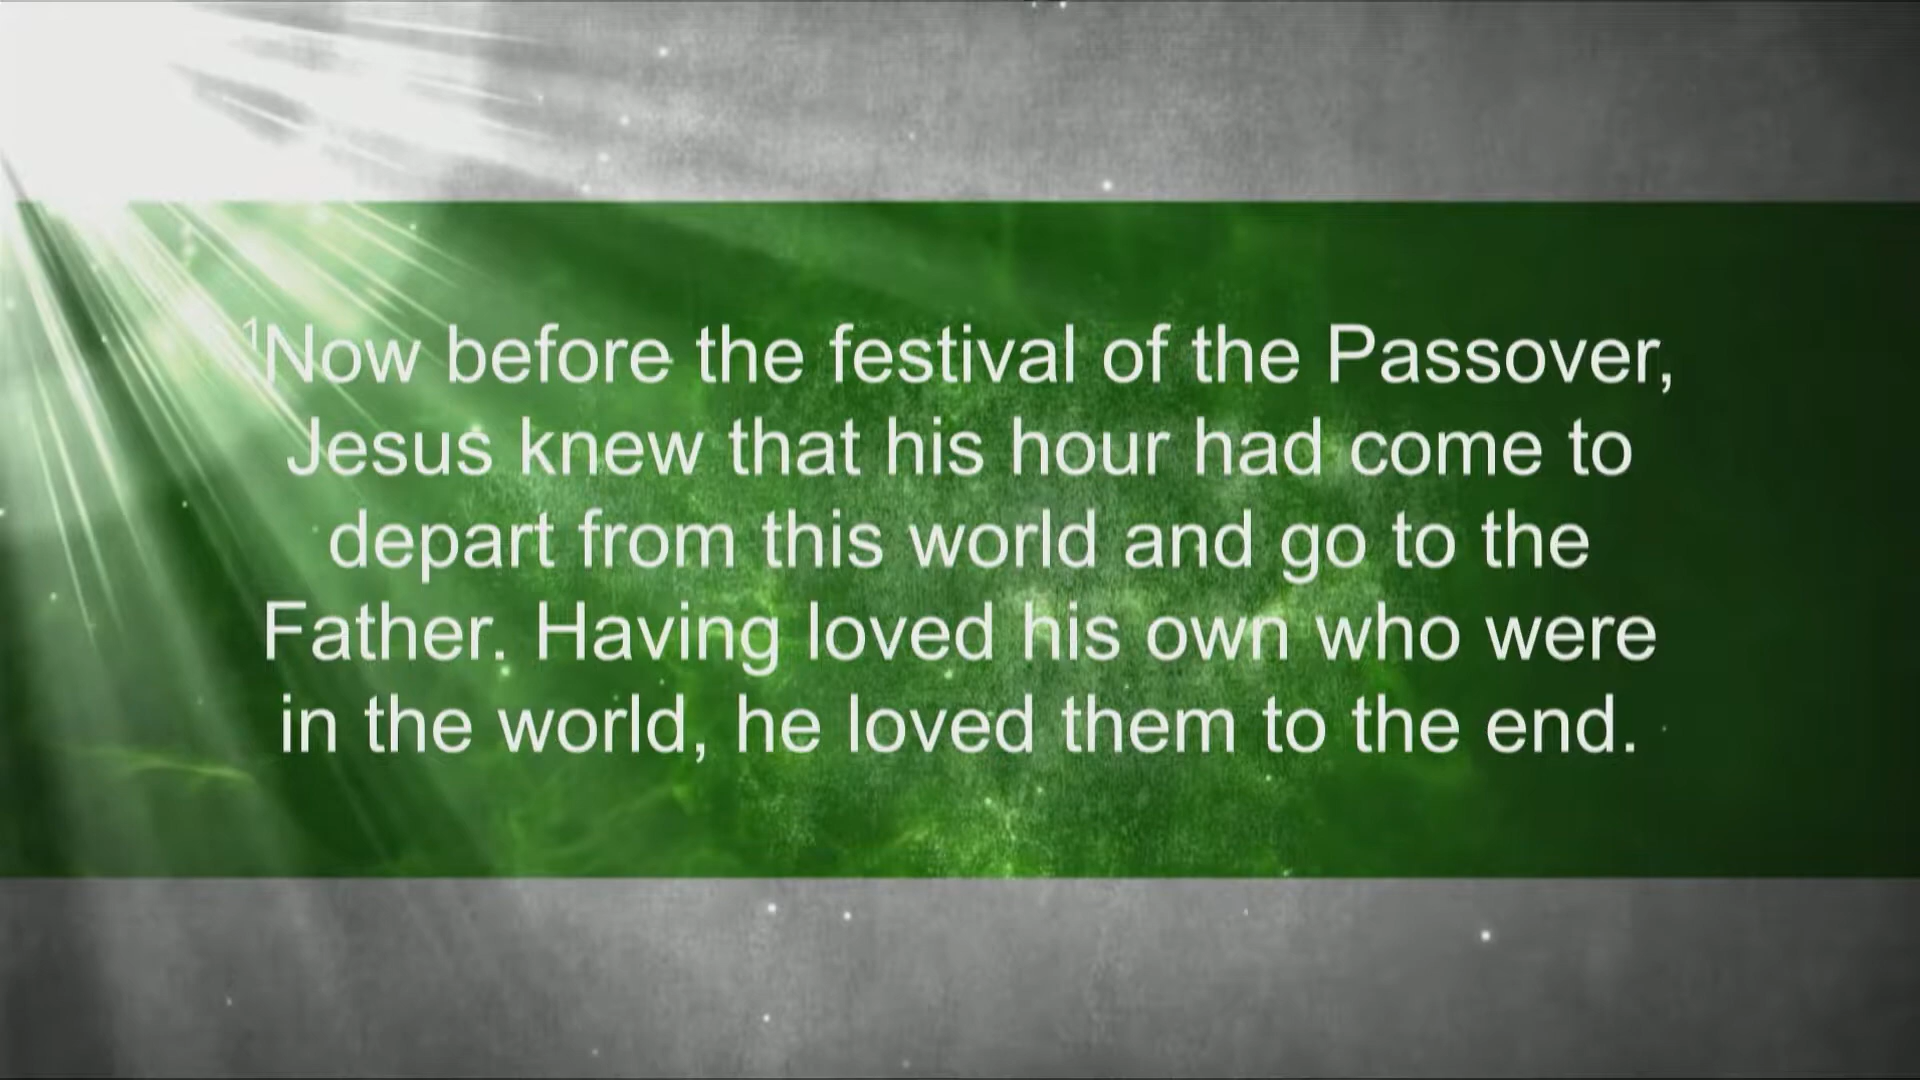 ¹Now before the festival of the Passover,
Jesus knew that his hour had come to
depart from this world and go to the
Father. Having loved his own who were
in the world, he loved them to the end.